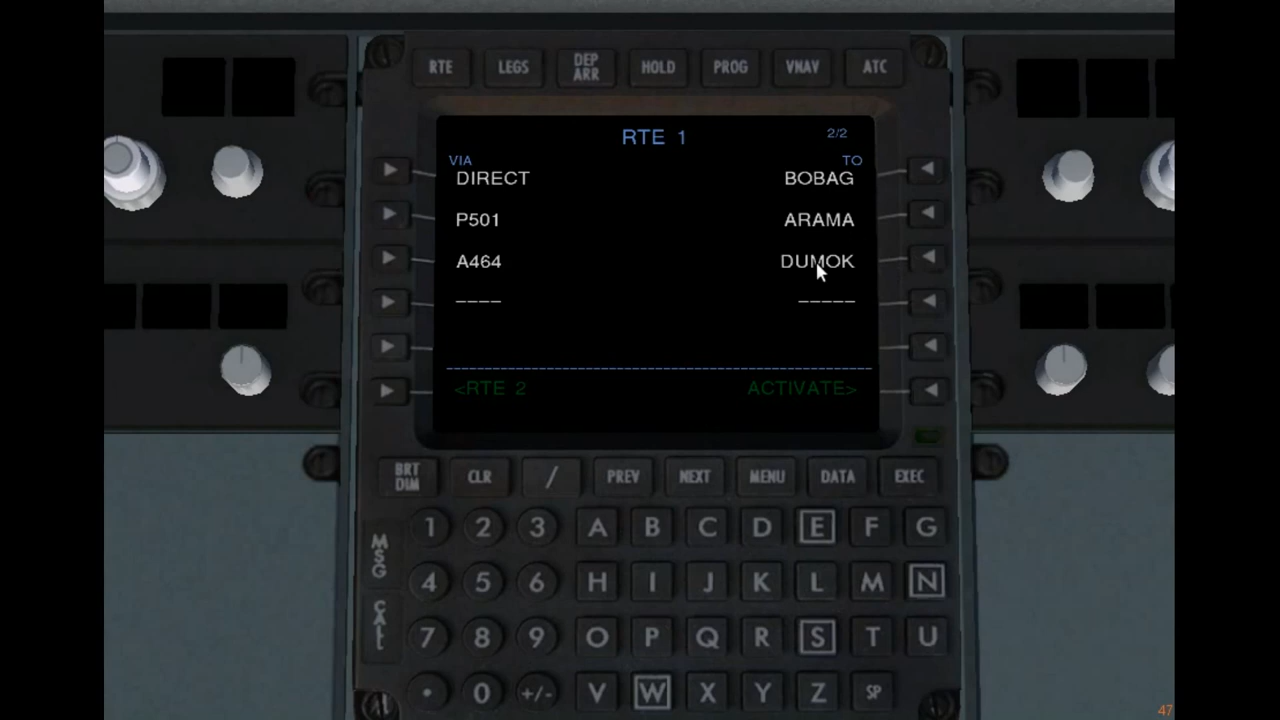 RTE LEGS DEP ARR HOLD PROG VNAV ATC
RTE 1 2/2
VIA TO
DIRECT BOBAG
P501 ARAMA
A464 DUMOK
---- -----
<RTE 2 ACTIVATE>
BRT DIM CLR / PREV NEXT MENU DATA EXEC
MSG
1 2 3 A B C D E F G
4 5 6 H I J K L M N
CALL
7 8 9 O P Q R S T U
. 0 +/- V W X Y Z SP
47